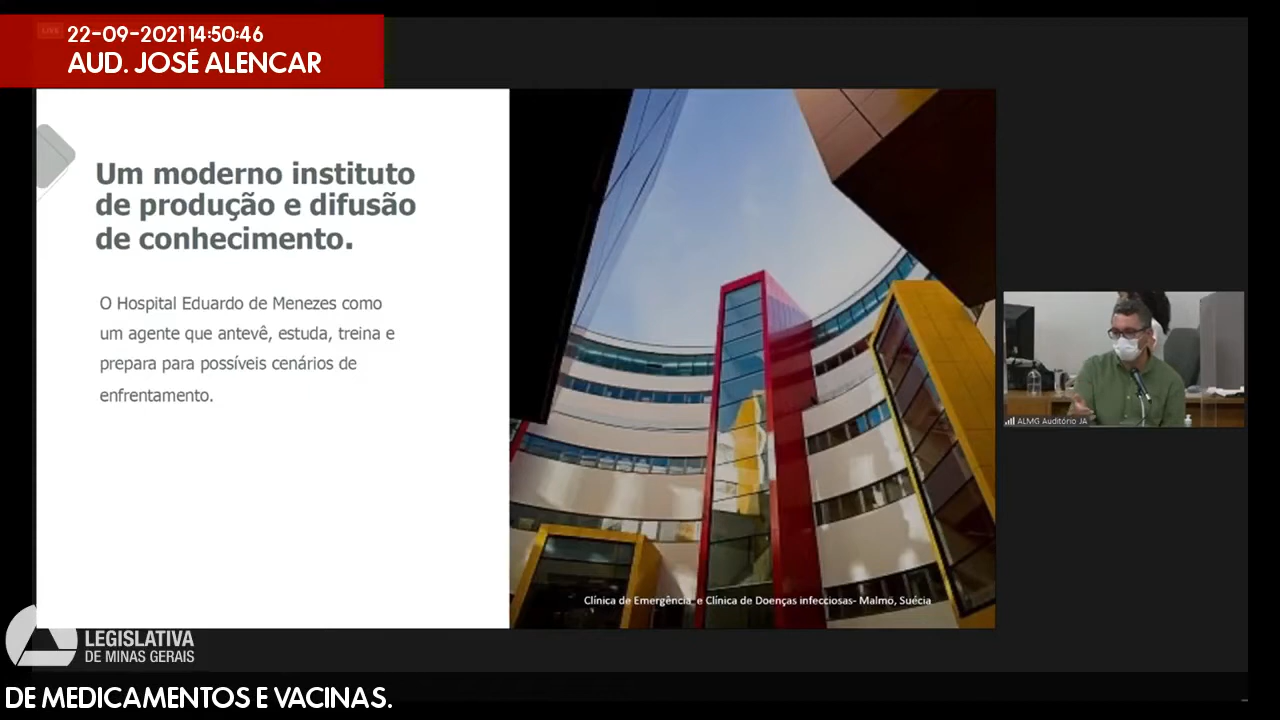 LIVE
22-09-2021 14:50:46
AUD. JOSÉ ALENCAR
Um moderno instituto
de produção e difusão
de conhecimento.
O Hospital Eduardo de Menezes como
um agente que antevê, estuda, treina e
prepara para possíveis cenários de
enfrentamento.
Clínica de Emergência e Clínica de Doenças infecciosas- Malmö, Suécia
ALMG Auditório JA
LEGISLATIVA
DE MINAS GERAIS
DE MEDICAMENTOS E VACINAS.